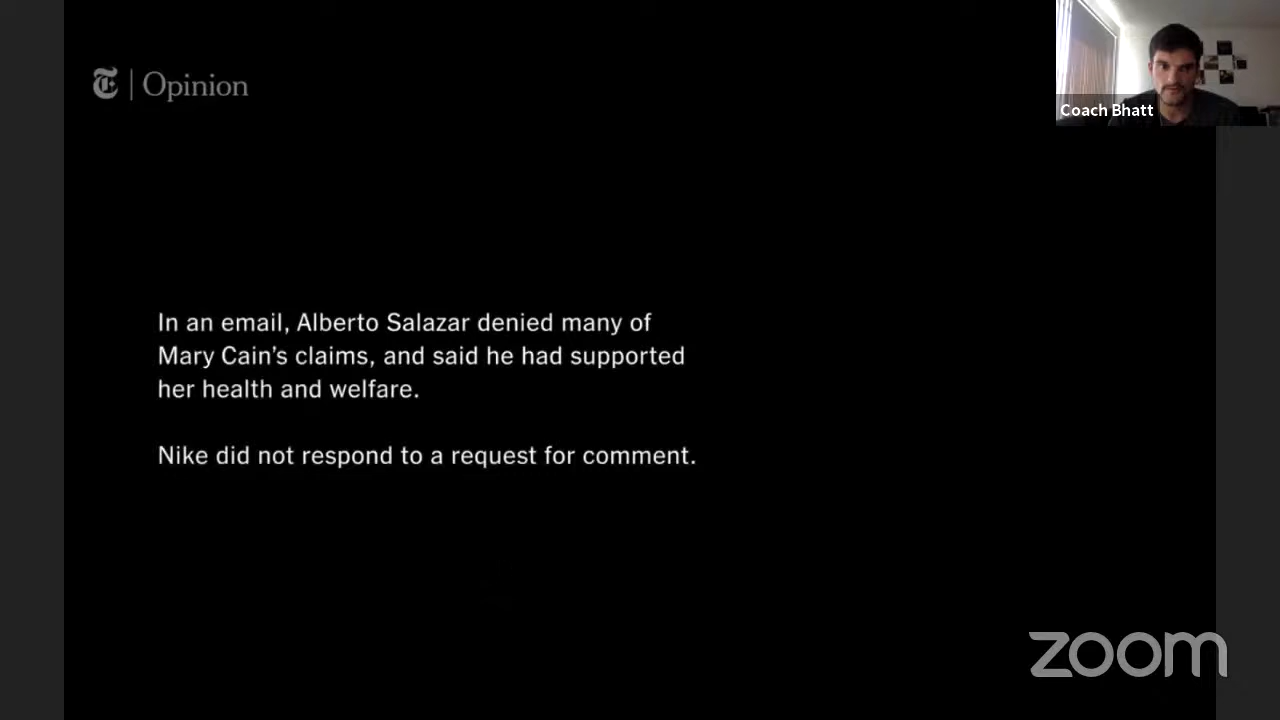 T | Opinion
Coach Bhatt
In an email, Alberto Salazar denied many of
Mary Cain's claims, and said he had supported
her health and welfare.
Nike did not respond to a request for comment.
zoom